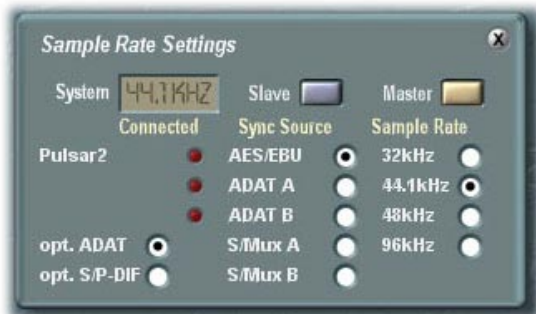 Sample Rate Settings X
System 44.1KHZ Slave Master
Connected Sync Source Sample Rate
Pulsar2 AES/EBU 32kHz
ADAT A 44.1kHz
ADAT B 48kHz
opt. ADAT S/Mux A 96kHz
opt. S/P-DIF S/Mux B